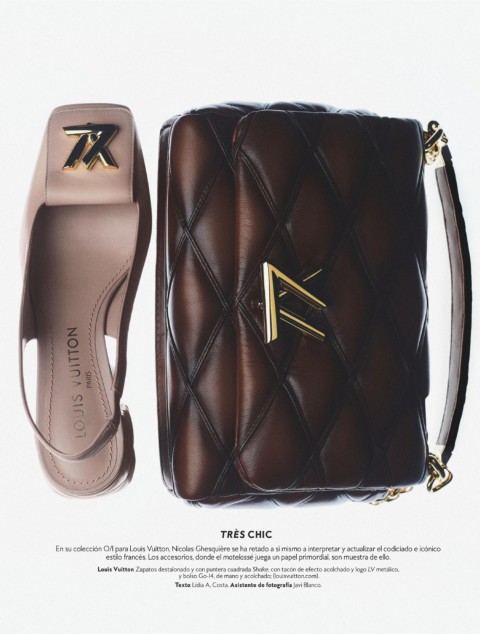 LOUIS VUITTON
PARIS
TRÈS CHIC
En su colección O/I para Louis Vuitton, Nicolas Ghesquière se ha retado a si mismo a interpretar y actualizar el codiciado e icónico
estilo francés. Los accesorios, donde el matelassé juega un papel primordial, son muestra de ello.
Louis Vuitton Zapatos destalonado y con puntera cuadrada Shake, con tacón de efecto acolchado y logo LV metálico,
y bolso Go-14, de mano y acolchado; (louisvuitton.com).
Texto Lidia A. Costa. Asistente de fotografía Javi Blanco.